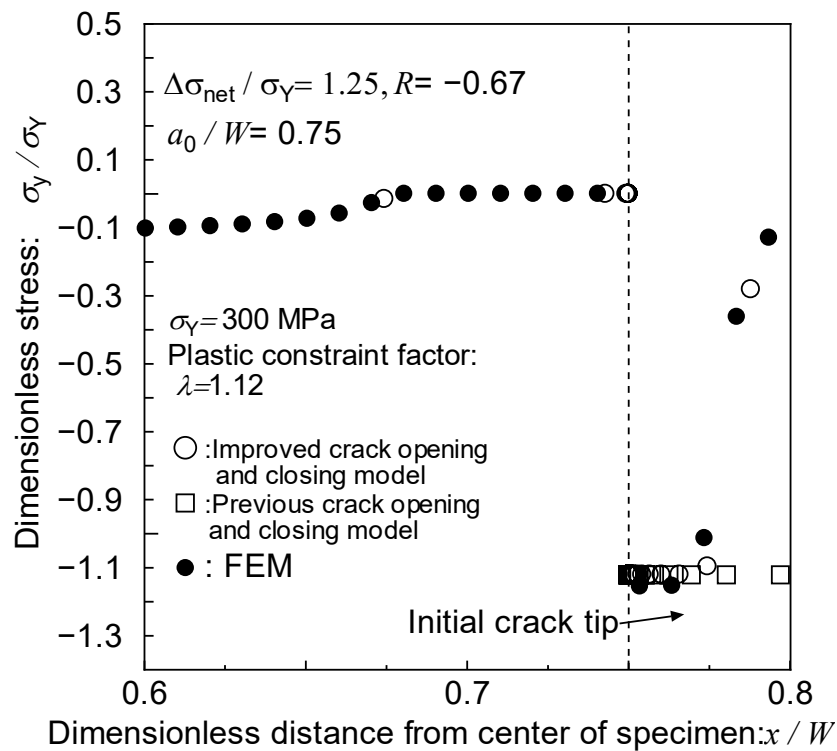 0.5
0.3
0.1
−0.1
−0.3
−0.5
−0.7
−0.9
−1.1
−1.3
Dimensionless stress: σy / σY
Δσnet / σY= 1.25, R= −0.67
a0 / W= 0.75
σY=300 MPa
Plastic constraint factor:
λ=1.12
:Improved crack opening
and closing model
:Previous crack opening
and closing model
: FEM
Initial crack tip
0.6
0.7
0.8
Dimensionless distance from center of specimen:x / W